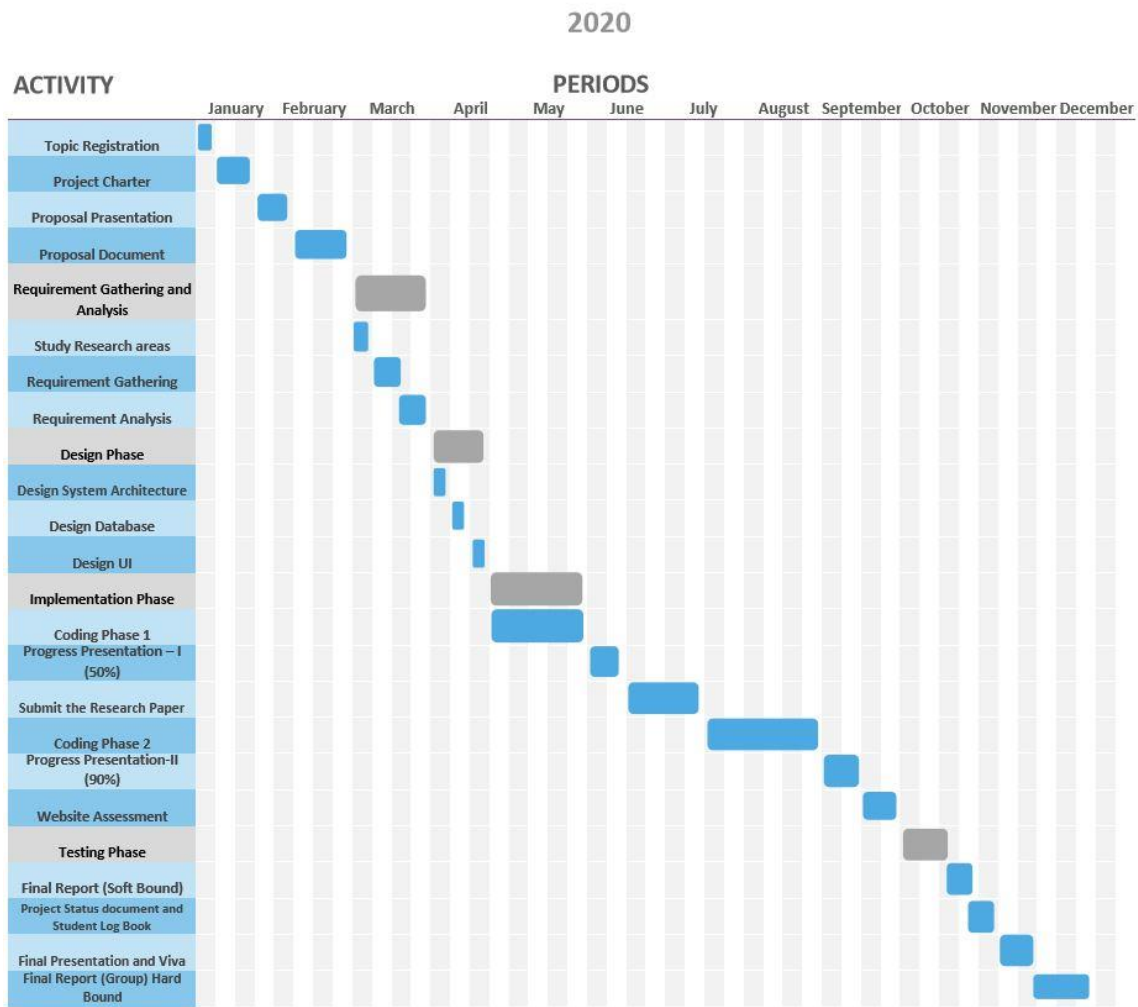 2020
ACTIVITY PERIODS
January February March April May June July August September October November December
Topic Registration
Project Charter
Proposal Prasentation
Proposal Document
Requirement Gathering and
Analysis
Study Research areas
Requirement Gathering
Requirement Analysis
Design Phase
Design System Architecture
Design Database
Design UI
Implementation Phase
Coding Phase 1
Progress Presentation – I
(50%)
Submit the Research Paper
Coding Phase 2
Progress Presentation-II
(90%)
Website Assessment
Testing Phase
Final Report (Soft Bound)
Project Status document and
Student Log Book
Final Presentation and Viva
Final Report (Group) Hard
Bound